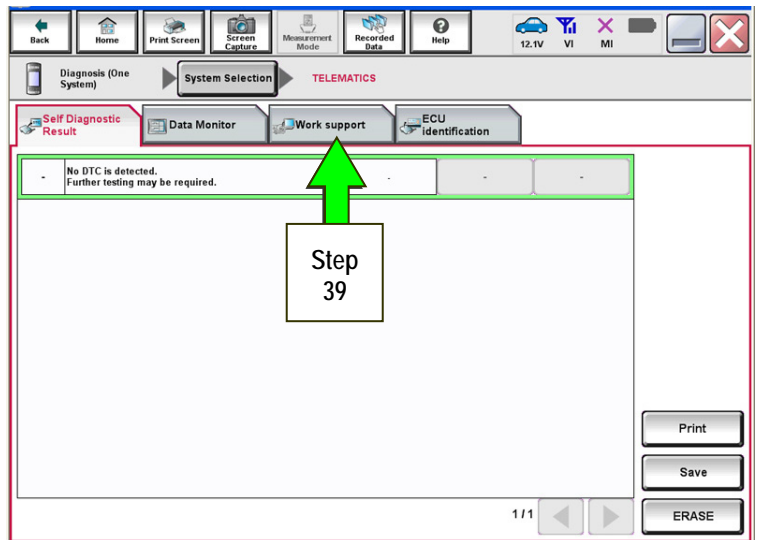 Back
Home
Print Screen
Screen
Capture
Measurement
Mode
Recorded
Data
Help
12.1V
VI
MI
Diagnosis (One
System)
System Selection
TELEMATICS
Self Diagnostic
Result
Data Monitor
Work support
ECU
identification
-
No DTC is detected.
Further testing may be required.
-
-
-
Step
39
Print
Save
1/1
ERASE